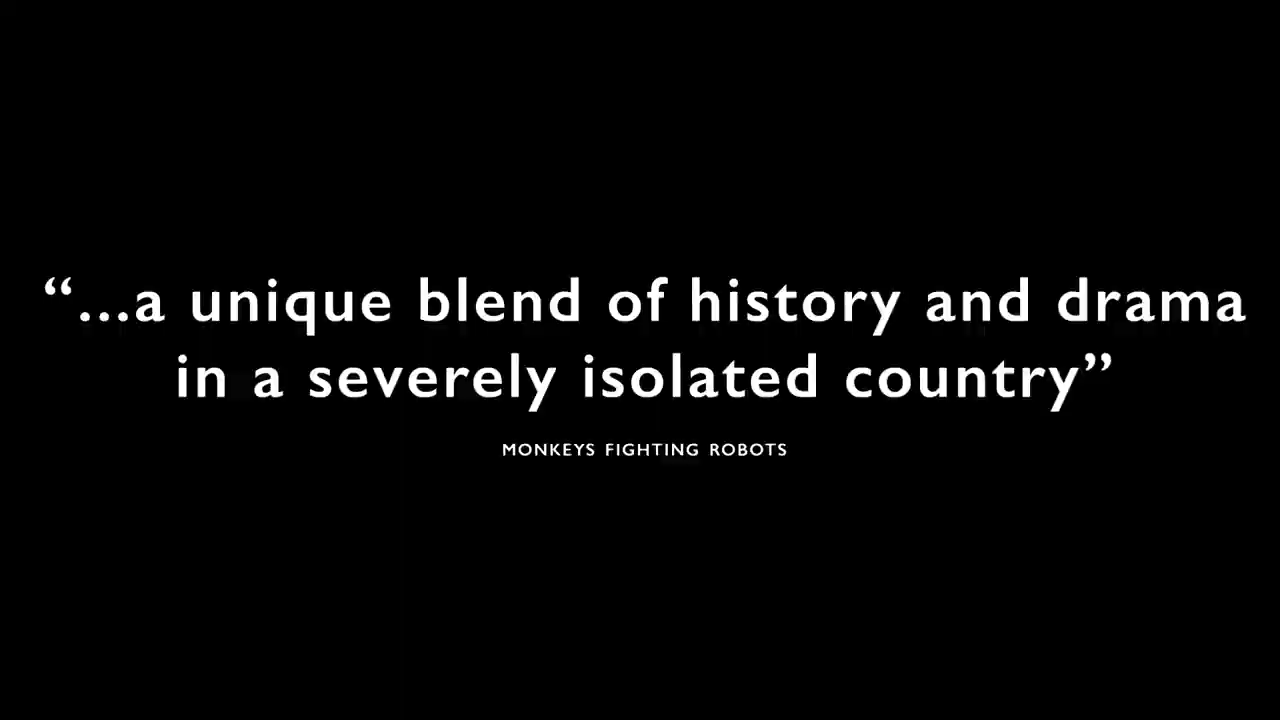 “...a unique blend of history and drama
in a severely isolated country”
MONKEYS FIGHTING ROBOTS